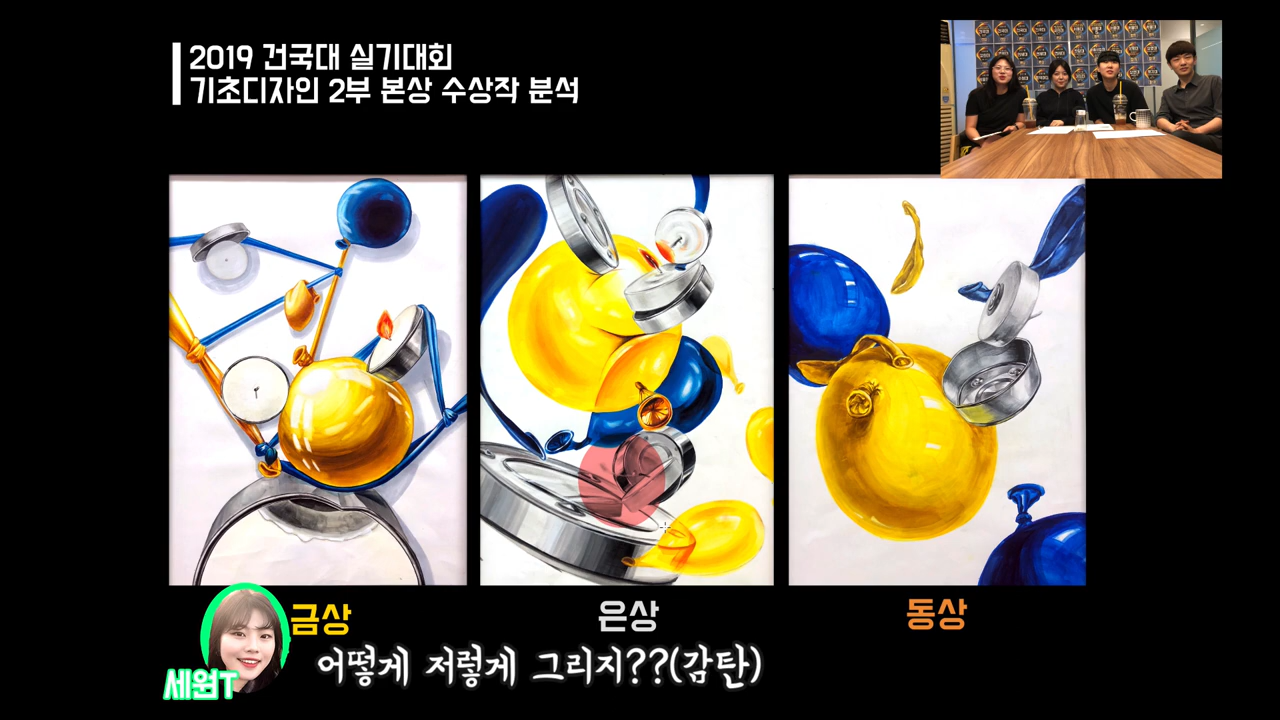 2019 건국대 실기대회
기초디자인 2부 본상 수상작 분석
금상
은상
동상
세원T
어떻게 저렇게 그리지??(감탄)